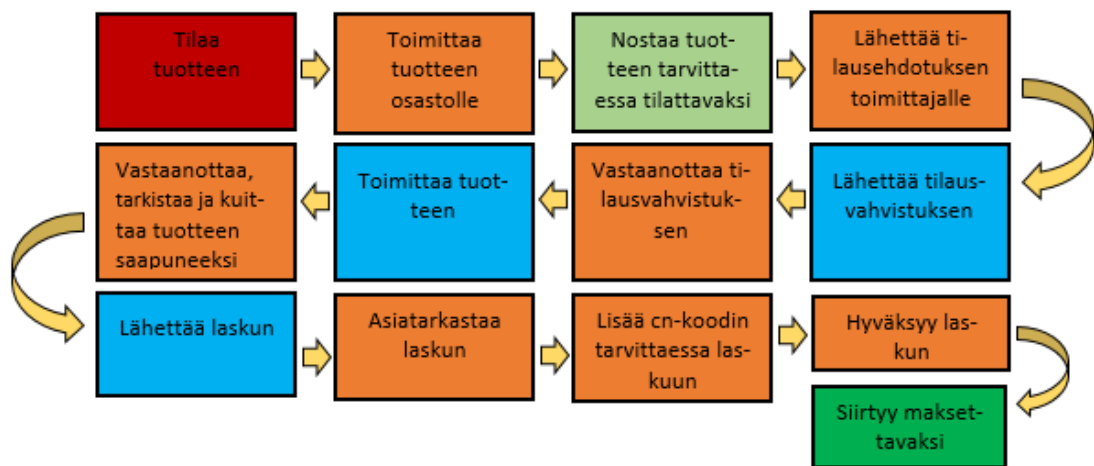 Tilaa
tuotteen
Toimittaa
tuotteen
osastolle
Nostaa tuot-
teen tarvitta-
essa tilattavaksi
Lähettää ti-
lausehdotuksen
toimittajalle
Lähettää tilaus-
vahvistuksen
Vastaanottaa ti-
lausvahvistuk-
sen
Toimittaa tuot-
teen
Vastaanottaa,
tarkistaa ja kuit-
taa tuotteen
saapuneeksi
Lähettää laskun
Asiatarkastaa
laskun
Lisää cn-koodin
tarvittaessa las-
kuun
Hyväksyy las-
kun
Siirtyy makset-
tavaksi